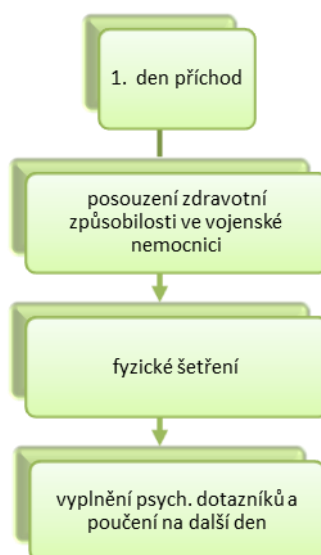 1. den příchod
posouzení zdravotní
způsobilosti ve vojenské
nemocnici
fyzické šetření
vyplnění psych. dotazníků a
poučení na další den